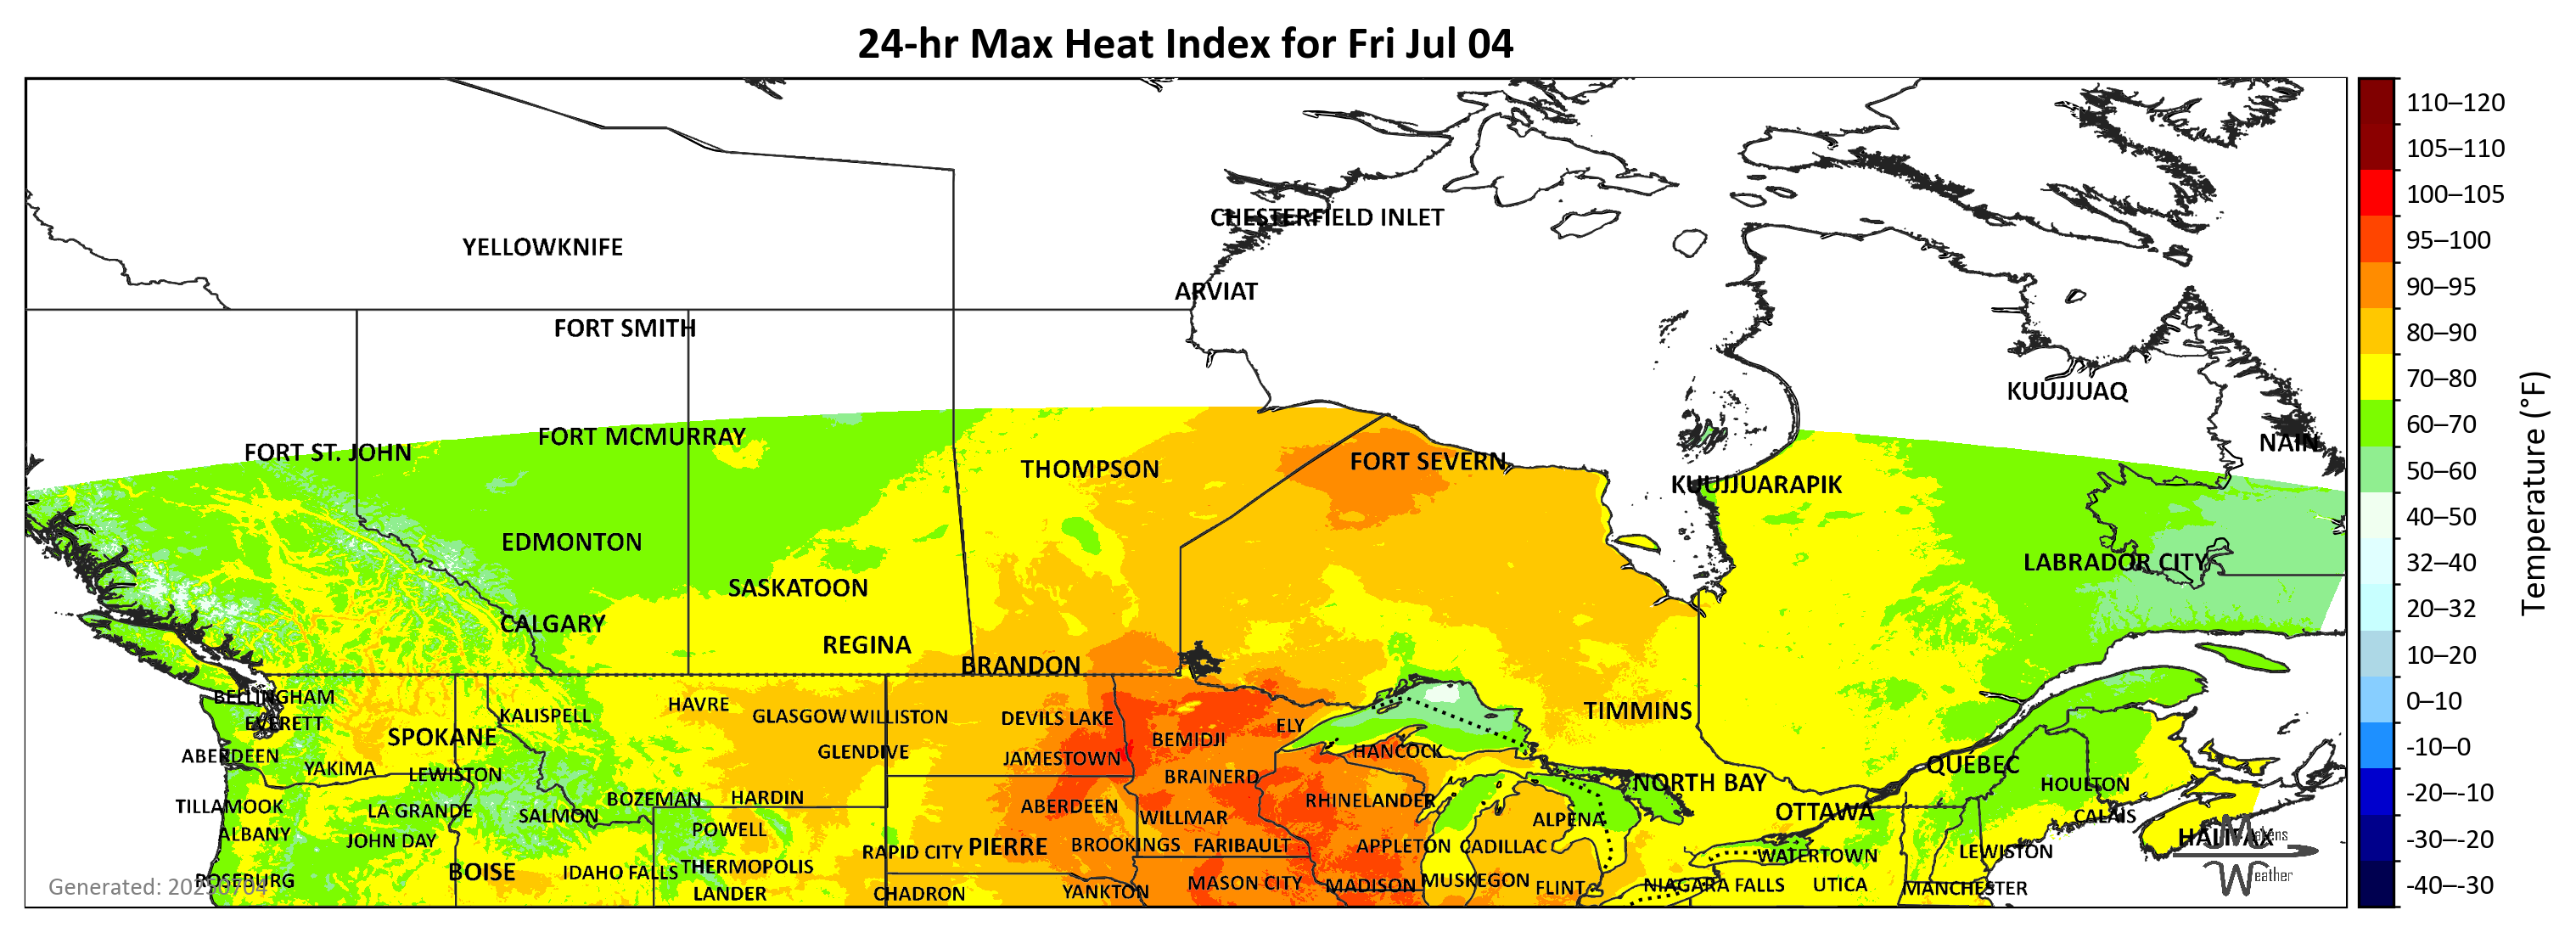 24-hr Max Heat Index for Fri Jul 04
CHESTERFIELD INLET
YELLOWKNIFE
ARVIAT
FORT SMITH
KUUJJUAQ
FORT MCMURRAY
NAIN
FORT ST. JOHN
THOMPSON
FORT SEVERN
KUUJJUARAPIK
EDMONTON
LABRADOR CITY
SASKATOON
CALGARY
REGINA
BRANDON
BELLINGHAM
HAVRE
KALISPELL
GLASGOW
WILLISTON
DEVILS LAKE
TIMMINS
EVERETT
ELY
SPOKANE
BEMIDJI
GLENDIVE
HANCOCK
ABERDEEN
JAMESTOWN
QUÉBEC
YAKIMA
LEWISTON
BRAINERD
NORTH BAY
HOULTON
BOZEMAN
HARDIN
RHINELANDER
TILLAMOOK
LA GRANDE
ABERDEEN
OTTAWA
SALMON
WILLMAR
CALAIS
ALPENA
POWELL
ALBANY
HALIFAX
JOHN DAY
PIERRE
BROOKINGS
FARIBAULT
APPLETON
CADILLAC
RAPID CITY
LEWISTON
WATERTOWN
THERMOPOLIS
BOISE
IDAHO FALLS
ROSEBURG
MUSKEGON
MASON CITY
MADISON
NIAGARA FALLS
UTICA
FLINT
MANCHESTER
LANDER
CHADRON
YANKTON
Generated: 20250704
Makens
Weather
110–120
105–110
100–105
95–100
90–95
80–90
70–80
60–70
50–60
40–50
32–40
20–32
10–20
0–10
-10–0
-20–-10
-30–-20
-40–-30
Temperature (°F)